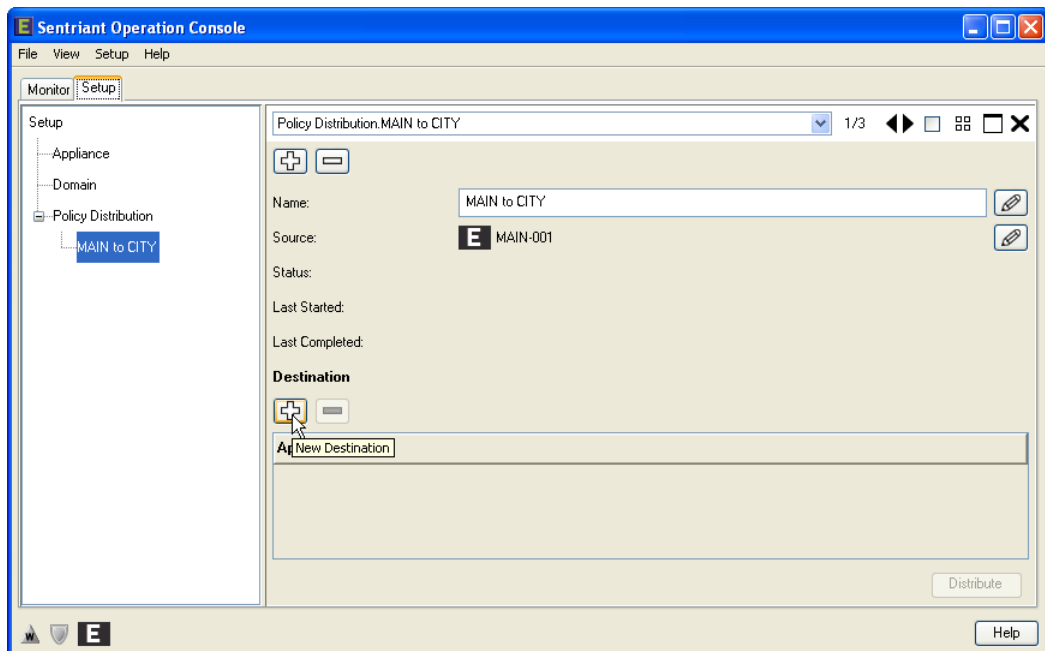 E Sentriant Operation Console
File View Setup Help
Monitor Setup
Setup
Appliance
Domain
Policy Distribution
MAIN to CITY
Policy Distribution.MAIN to CITY 1/3
Name: MAIN to CITY
Source: E MAIN-001
Status:
Last Started:
Last Completed:
Destination
New Destination
Distribute
W E Help